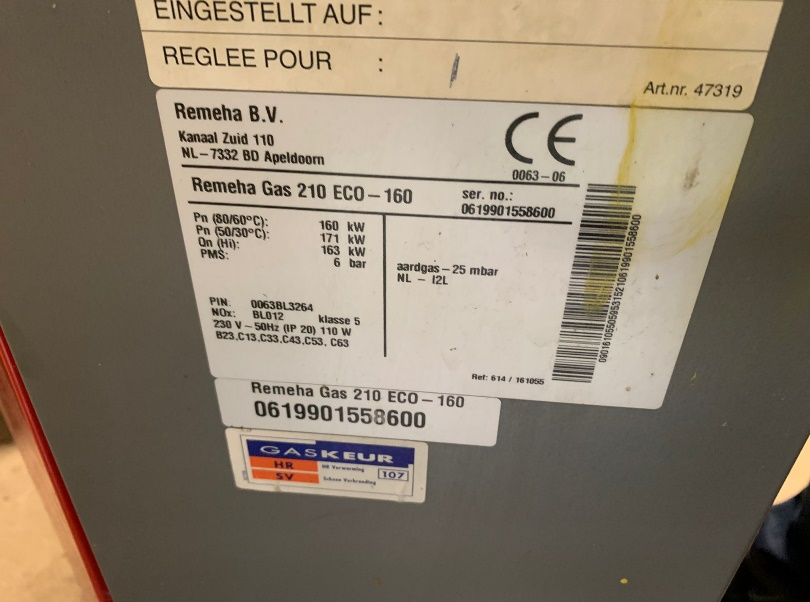 EINGESTELLT AUF:
REGLEE POUR :
Art.nr. 47319
Remeha B.V.
Kanaal Zuid 110
NL-7332 BD Apeldoorn
CE
0063-06
Remeha Gas 210 ECO-160
ser. no.:
0619901558600
Pn (80/60°C): 160 kW
Pn (50/30°C): 171 kW
Qn (Hi): 163 kW
PMS: 6 bar
aardgas-25 mbar
NL - I2L
PIN: 0063BL3264
NOx: BL012 klasse 5
230 V - 50Hz (IP 20) 110 W
B23,C13,C33,C43,C53, C63
Ref: 614 / 161055
Remeha Gas 210 ECO-160
0619901558600
GASKEUR
HR HR Verwarming
SV Schone Verbranding
107